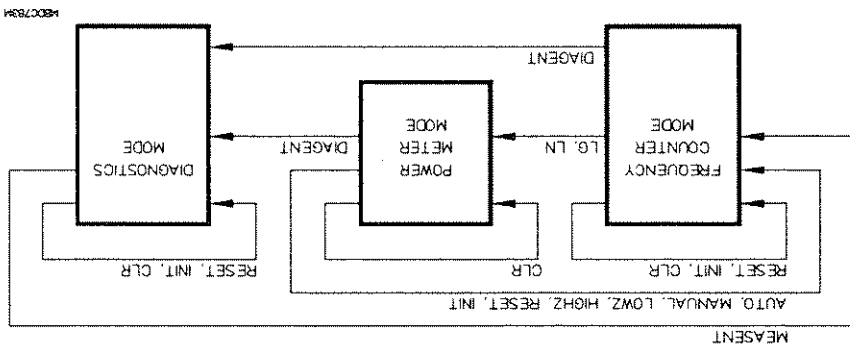 MEASENT
AUTO, MANUAL, LOWZ, HIGHZ, RESET, INIT
RESET, INIT, CLR
CLR
RESET, INIT, CLR
FREQUENCY
COUNTER
MODE
LG, LN
POWER
METER
MODE
DIAGENT
DIAGNOSTICS
MODE
DIAGENT